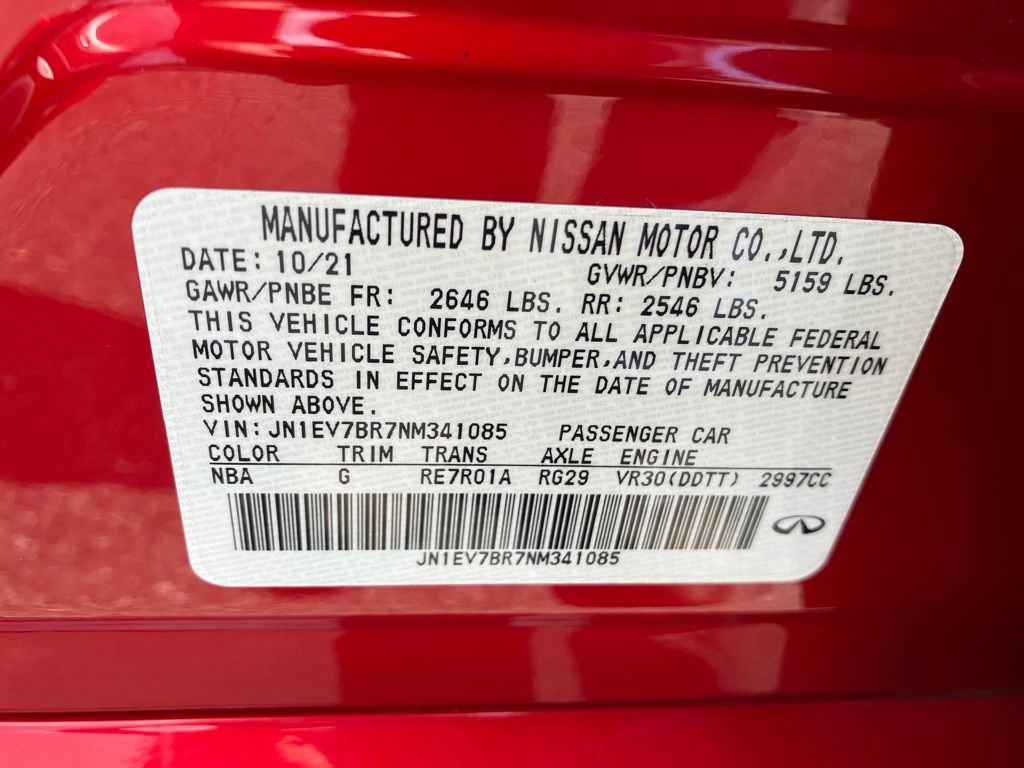 MANUFACTURED BY NISSAN MOTOR CO.,LTD.
DATE: 10/21 GVWR/PNBV: 5159 LBS.
GAWR/PNBE FR: 2646 LBS. RR: 2546 LBS.
THIS VEHICLE CONFORMS TO ALL APPLICABLE FEDERAL
MOTOR VEHICLE SAFETY,BUMPER,AND THEFT PREVENTION
STANDARDS IN EFFECT ON THE DATE OF MANUFACTURE
SHOWN ABOVE.
VIN:JN1EV7BR7NM341085 PASSENGER CAR
COLOR TRIM TRANS AXLE ENGINE
NBA G RE7R01A RG29 VR30(DDTT) 2997CC
JN1EV7BR7NM341085